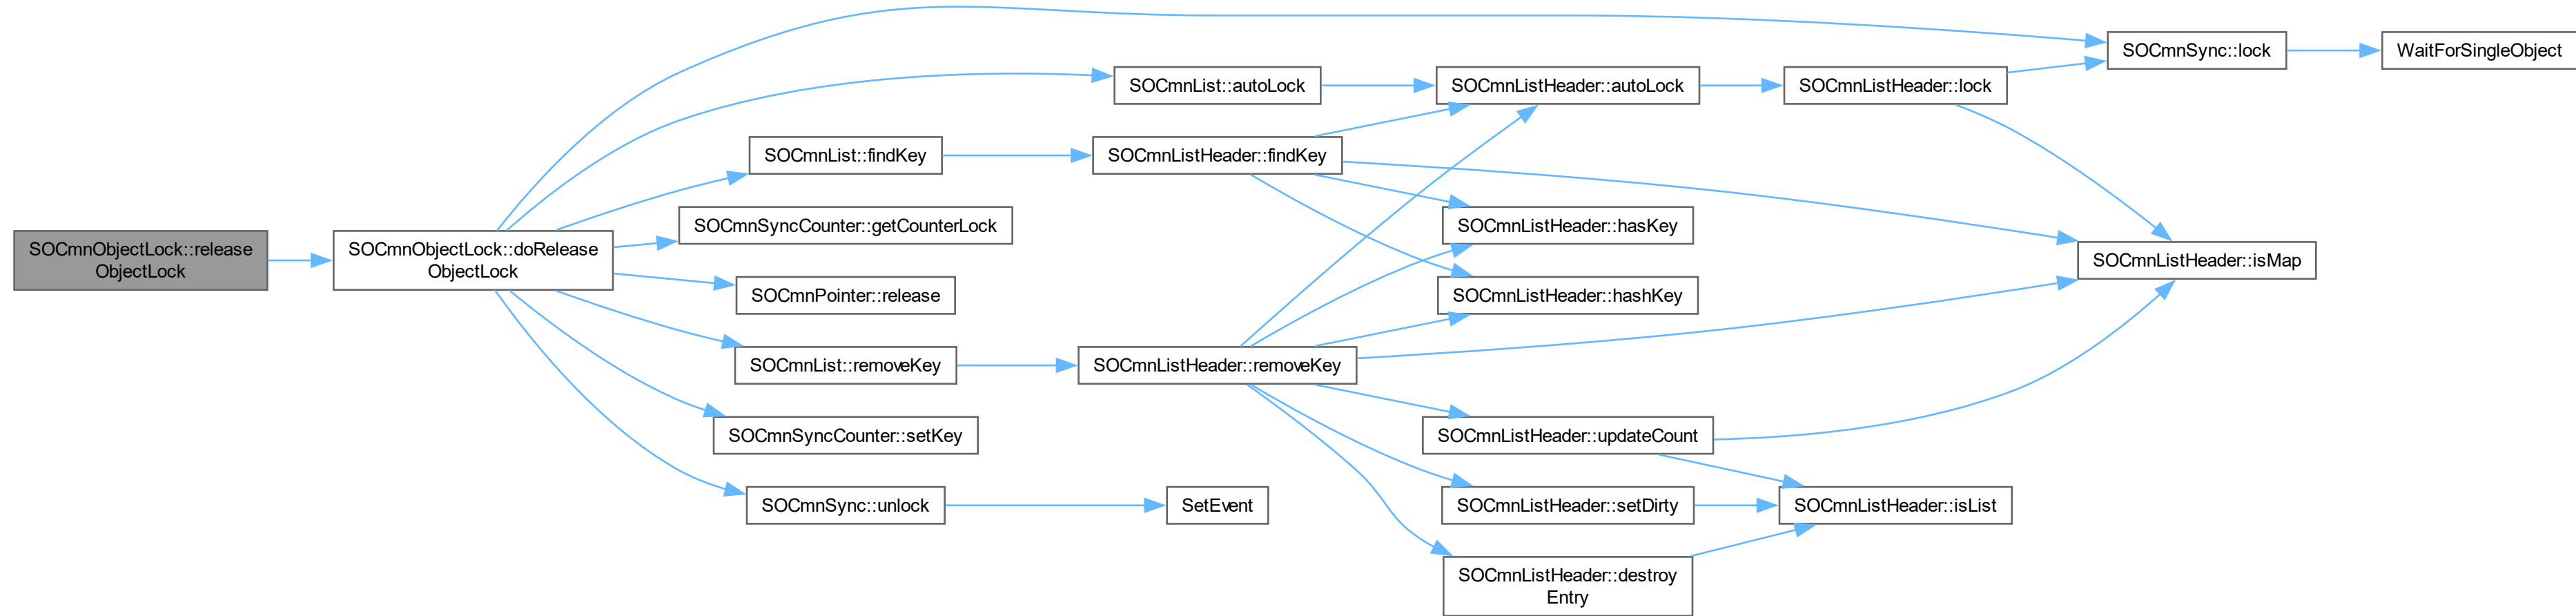 SOCmnObjectLock::release
ObjectLock
SOCmnObjectLock::doRelease
ObjectLock
SOCmnList::autoLock
SOCmnList::findKey
SOCmnSyncCounter::getCounterLock
SOCmnPointer::release
SOCmnList::removeKey
SOCmnSyncCounter::setKey
SOCmnSync::unlock
SOCmnListHeader::findKey
SOCmnListHeader::removeKey
SetEvent
SOCmnListHeader::autoLock
SOCmnListHeader::hasKey
SOCmnListHeader::hashKey
SOCmnListHeader::updateCount
SOCmnListHeader::setDirty
SOCmnListHeader::destroy
Entry
SOCmnListHeader::lock
SOCmnListHeader::isList
SOCmnSync::lock
SOCmnListHeader::isMap
WaitForSingleObject